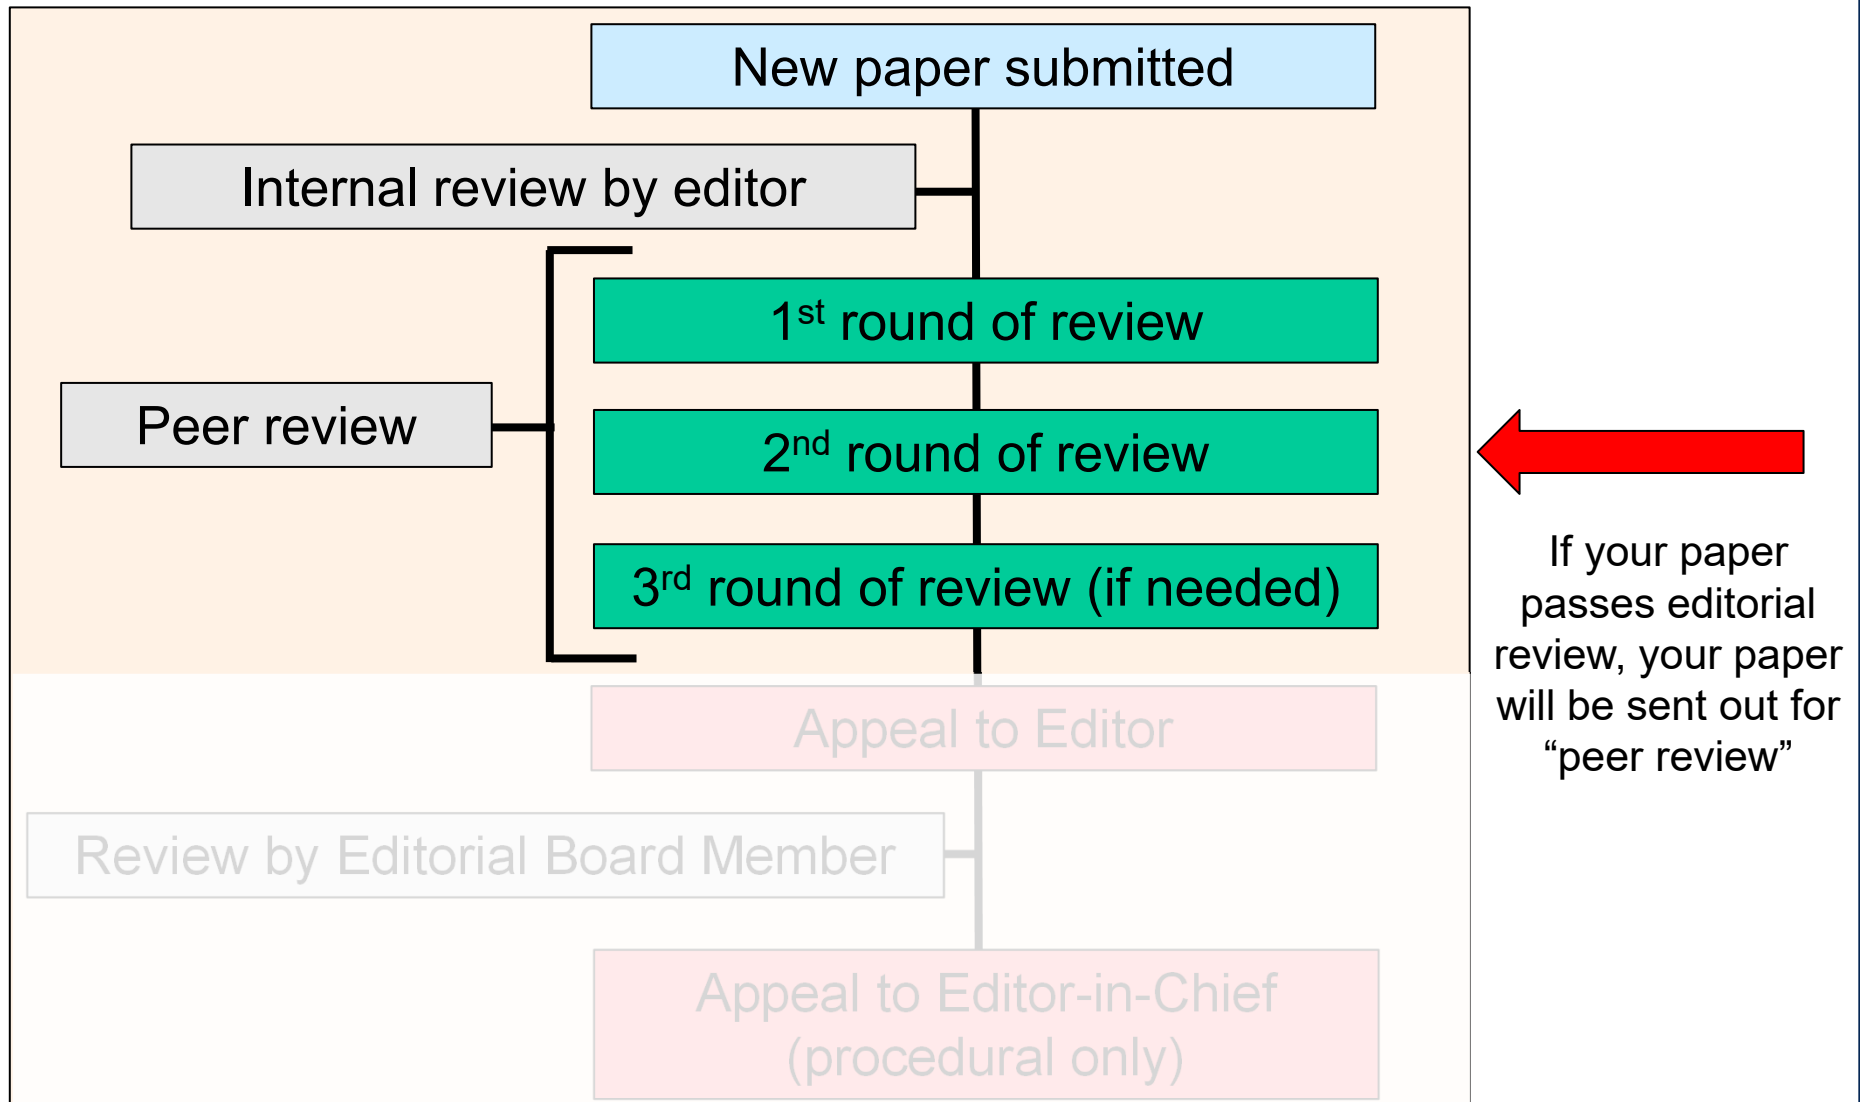 New paper submitted
Internal review by editor
1st round of review
Peer review
2nd round of review
3rd round of review (if needed)
If your paper
passes editorial
review, your paper
will be sent out for
“peer review”
Appeal to Editor
Review by Editorial Board Member
Appeal to Editor-in-Chief
(procedural only)